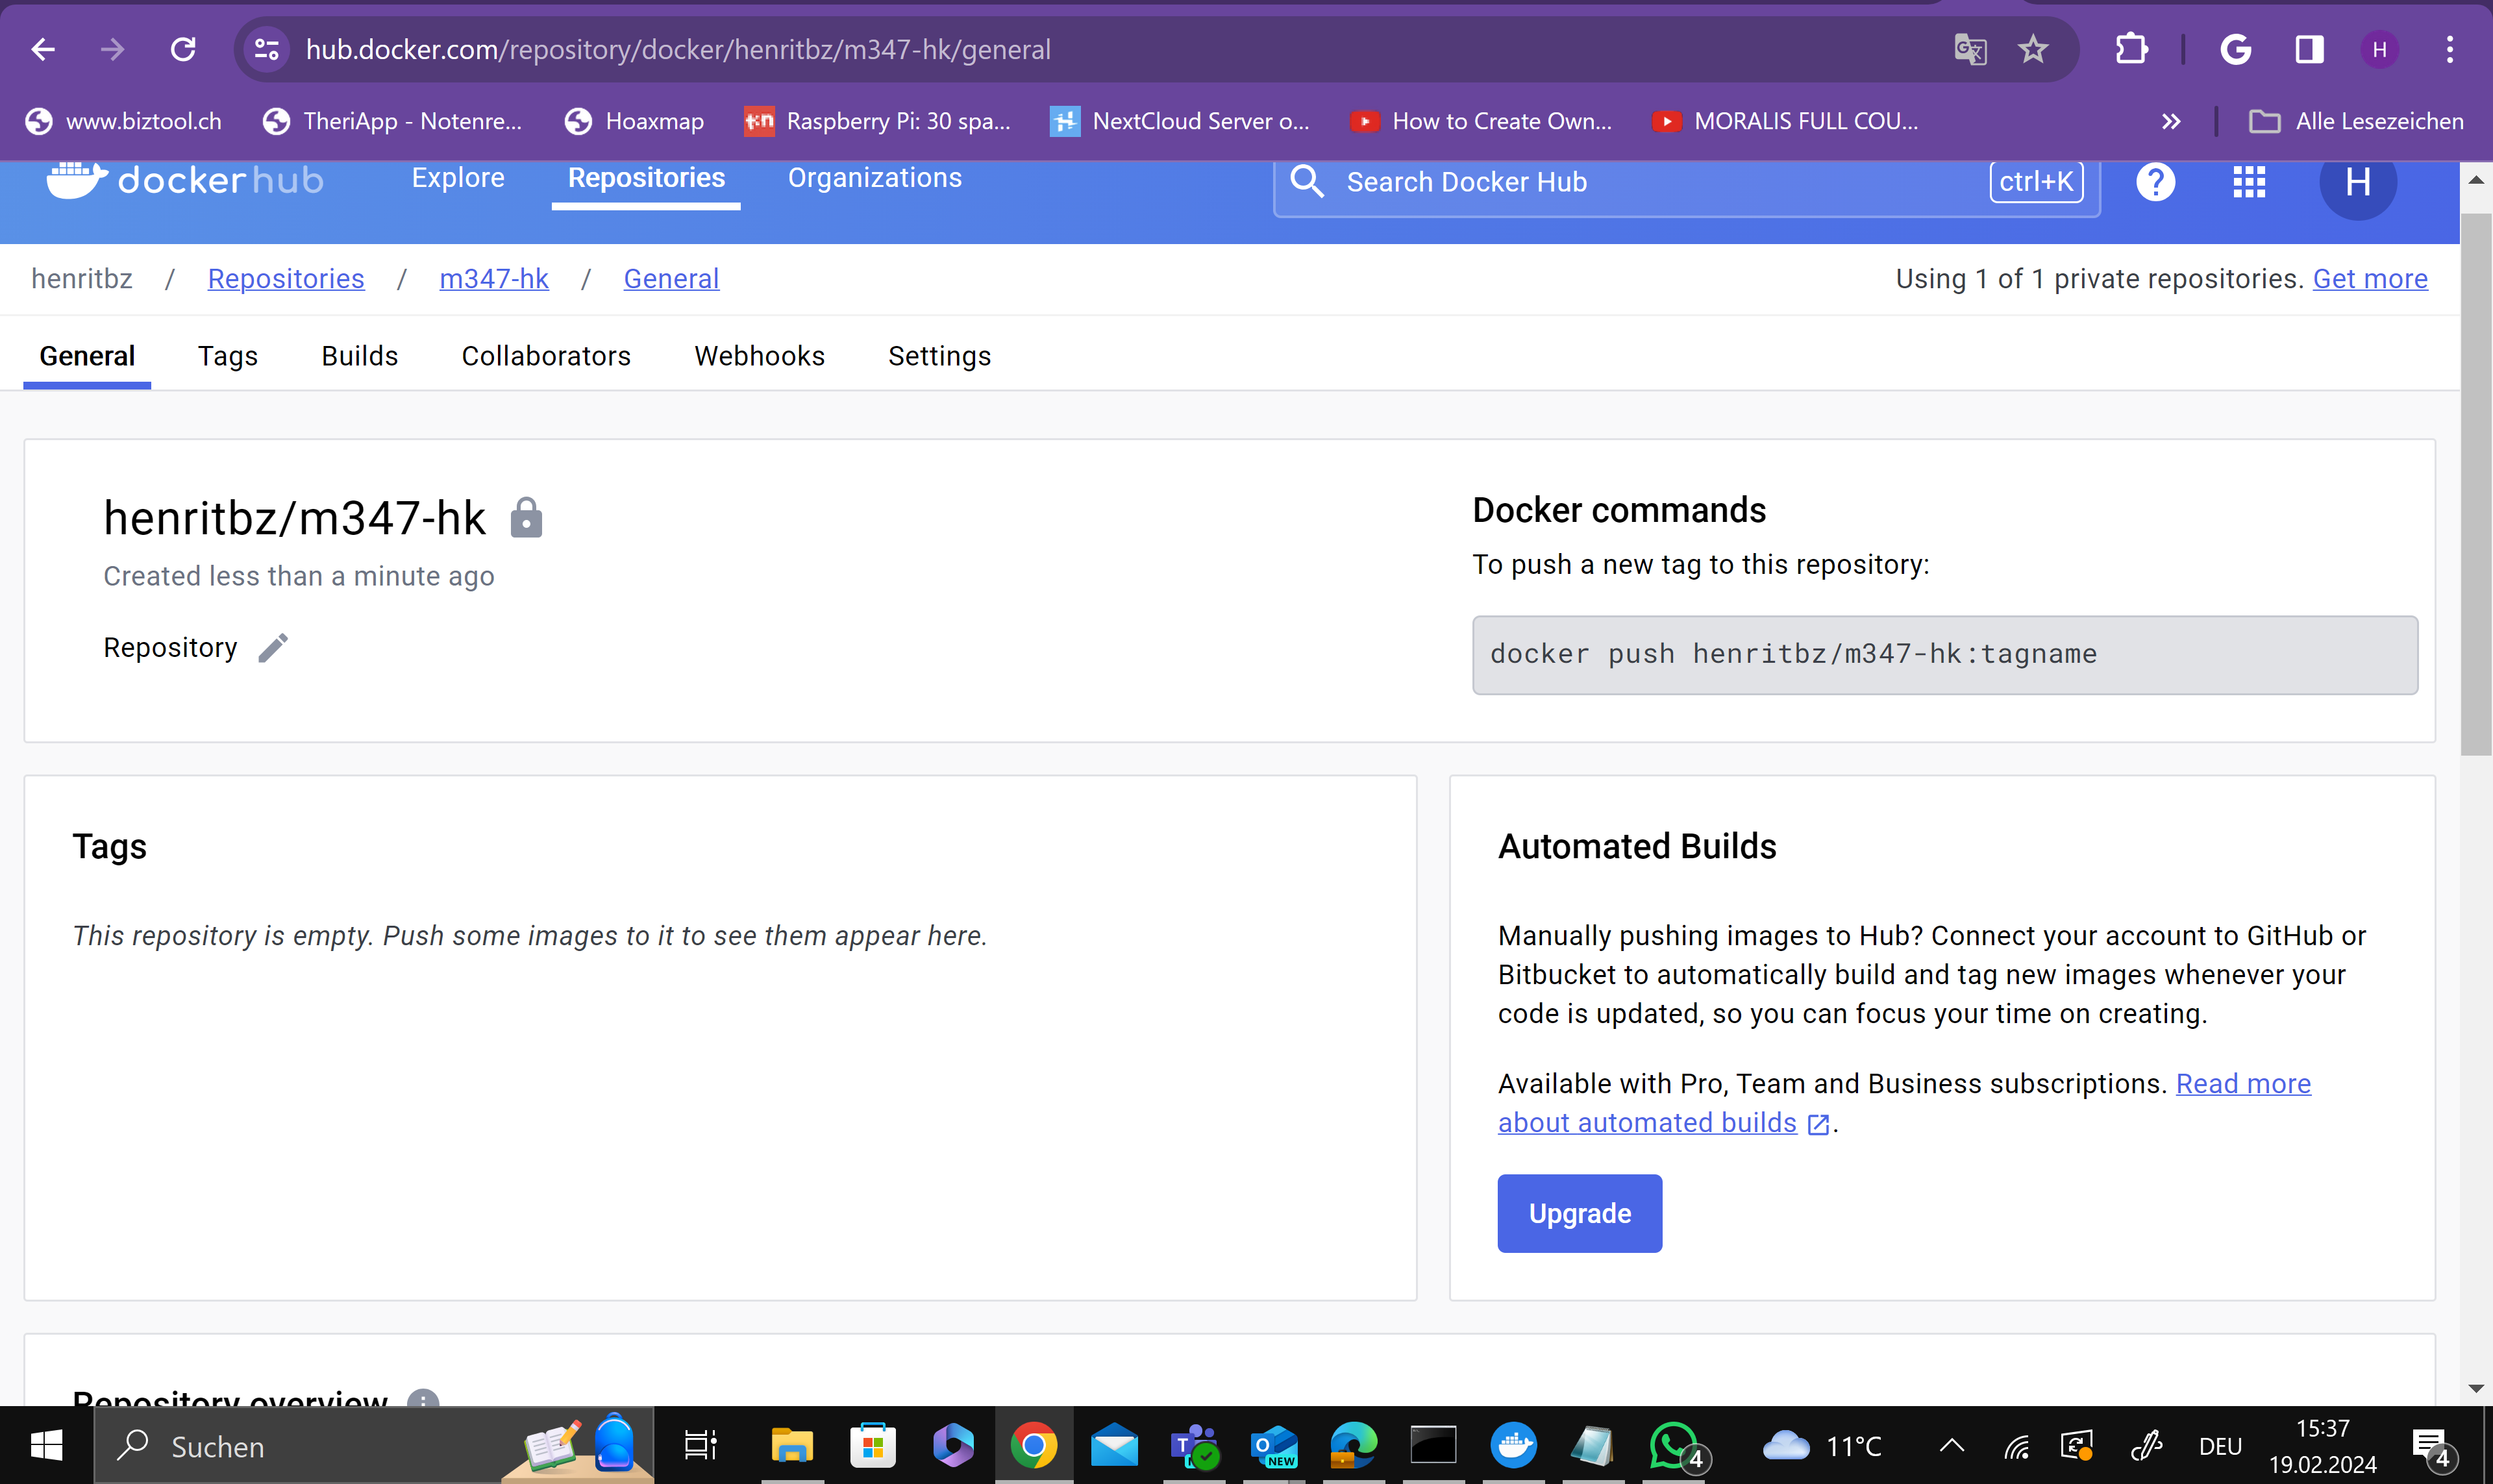 hub.docker.com/repository/docker/henritbz/m347-hk/general
H
www.biztool.ch
TheriApp - Notenre...
Hoaxmap
Raspberry Pi: 30 spa...
NextCloud Server o...
How to Create Own...
MORALIS FULL COU...
Alle Lesezeichen
dockerhub
Explore
Repositories
Organizations
Search Docker Hub
ctrl+K
?
H
henritbz / Repositories / m347-hk / General
Using 1 of 1 private repositories. Get more
General
Tags
Builds
Collaborators
Webhooks
Settings
henritbz/m347-hk
Created less than a minute ago
Repository
Docker commands
To push a new tag to this repository:
docker push henritbz/m347-hk:tagname
Tags
This repository is empty. Push some images to it to see them appear here.
Automated Builds
Manually pushing images to Hub? Connect your account to GitHub or
Bitbucket to automatically build and tag new images whenever your
code is updated, so you can focus your time on creating.
Available with Pro, Team and Business subscriptions. Read more
about automated builds.
Upgrade
Repository overview
Suchen
NEW
4
11°C
DEU
15:37
19.02.2024
4